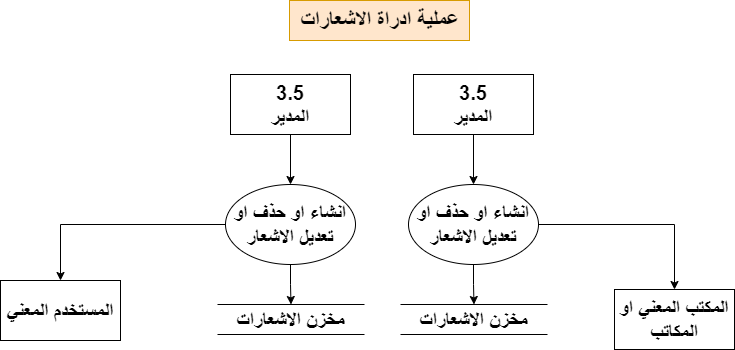 عملية ادراة الاشعارات
3.5
المدير
3.5
المدير
انشاء او حذف او
تعديل الاشعار
انشاء او حذف او
تعديل الاشعار
المكتب المعني او
المكاتب
المستخدم المعني
مخزن الاشعارات
مخزن الاشعارات